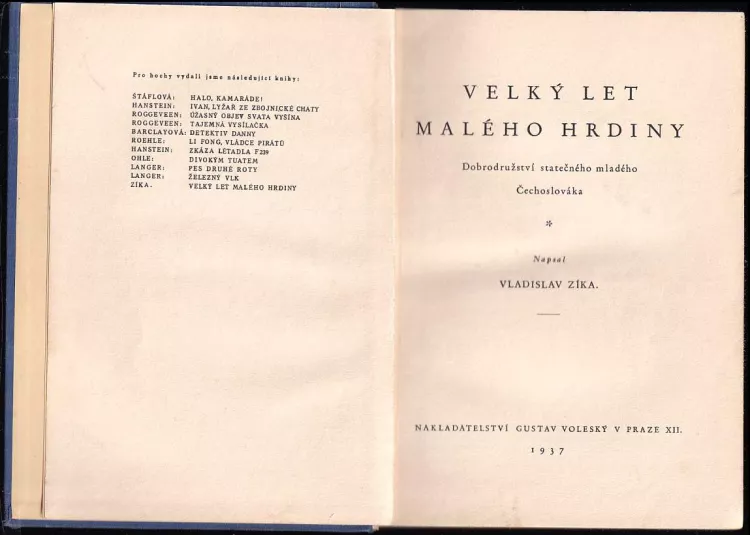 Pro hochy vydali jsme následující knihy:
ŠTÁFLOVÁ: HALO, KAMARÁDE!
HANSTEIN: IVAN, LYŽAŘ ZE ZBOJNICKÉ CHATY
ROGGEVEEN: ÚŽASNÝ OBJEV SVATA VYŠÍNA
ROGGEVEEN: TAJEMNÁ VYSÍLAČKA
BARCLAYOVÁ: DETEKTIV DANNY
ROEHLE: LI FONG, VLÁDCE PIRÁTŮ
HANSTEIN: ZKÁZA LETADLA F 239
OHLE: DIVOKÝM TUATEM
LANGER: PES DRUHÉ ROTY
LANGER: ŽELEZNÝ VLK
ZÍKA. VELKÝ LET MALÉHO HRDINY
VELKÝ LET
MALÉHO HRDINY
Dobrodružství statečného mladého
Čechoslováka
*
Napsal
VLADISLAV ZÍKA.
NAKLADATELSTVÍ GUSTAV VOLESKÝ V PRAZE XII.
1937